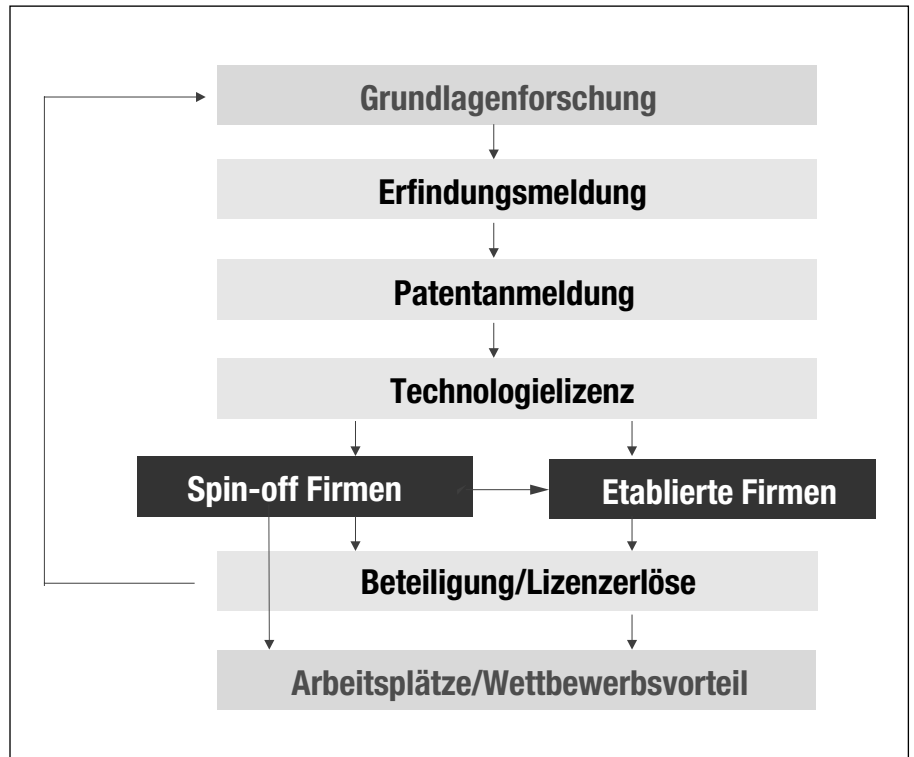 Grundlagenforschung
Erfindungsmeldung
Patentanmeldung
Technologielizenz
Spin-off Firmen
Etablierte Firmen
Beteiligung/Lizenzerlöse
Arbeitsplätze/Wettbewerbsvorteil